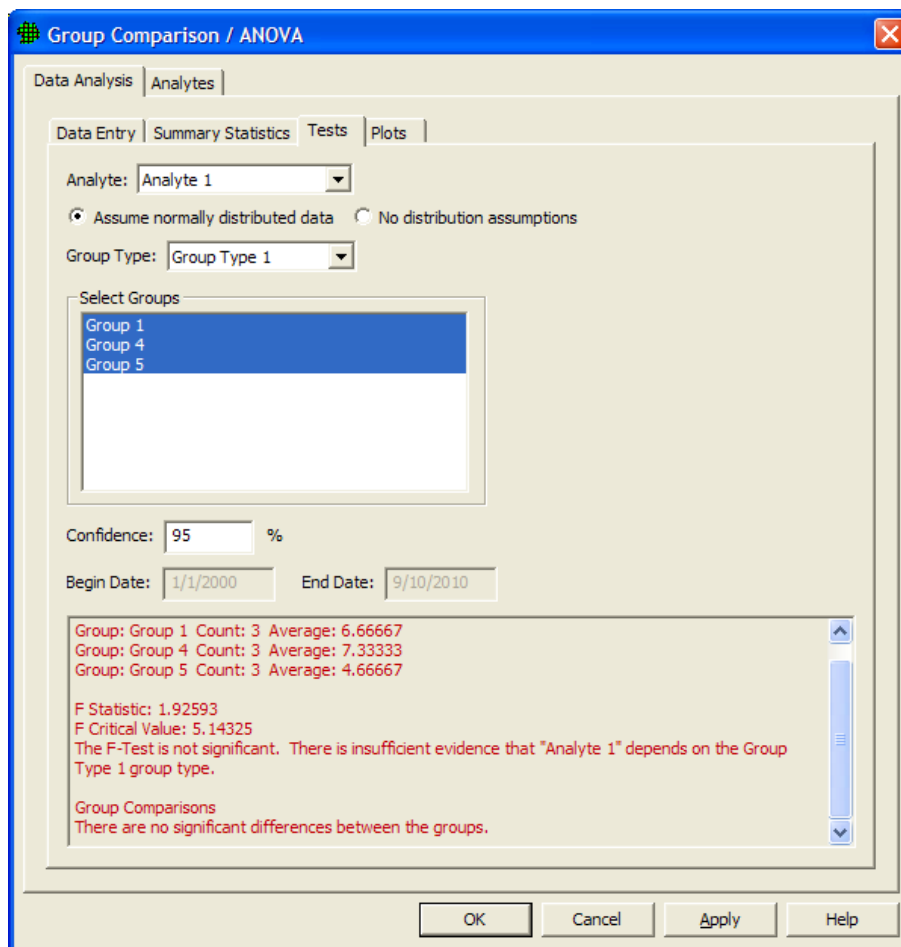 Group Comparison / ANOVA
Data Analysis
Analytes
Data Entry
Summary Statistics
Tests
Plots
Analyte: Analyte 1
Assume normally distributed data
No distribution assumptions
Group Type: Group Type 1
Select Groups
Group 1
Group 4
Group 5
Confidence: 95 %
Begin Date: 1/1/2000 End Date: 9/10/2010
Group: Group 1 Count: 3 Average: 6.66667
Group: Group 4 Count: 3 Average: 7.33333
Group: Group 5 Count: 3 Average: 4.66667
F Statistic: 1.92593
F Critical Value: 5.14325
The F-Test is not significant. There is insufficient evidence that "Analyte 1" depends on the Group
Type 1 group type.
Group Comparisons
There are no significant differences between the groups.
OK
Cancel
Apply
Help